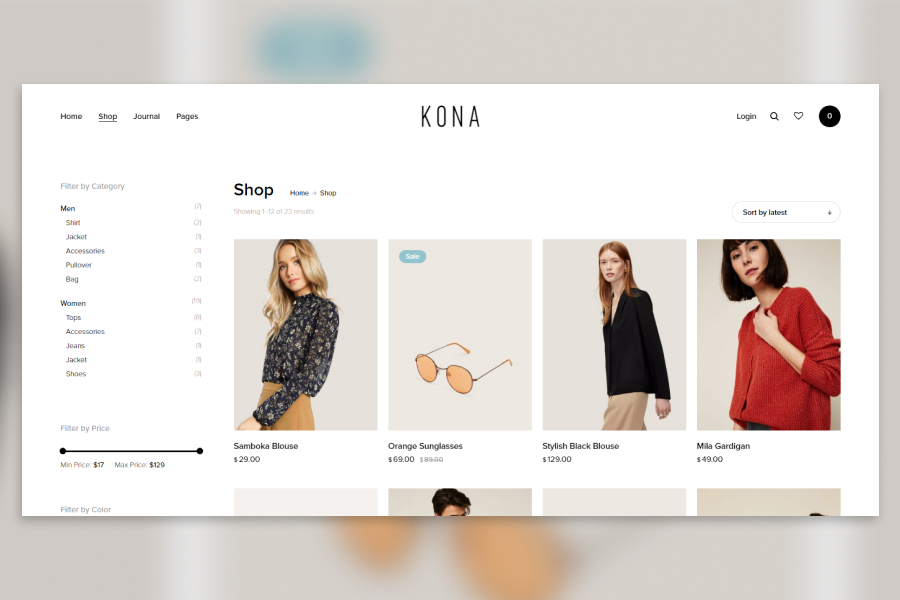 Home Shop Journal Pages
KONA
Login 0
Filter by Category
Men (7)
Shirt (2)
Jacket (1)
Accessories (3)
Pullover (1)
Bag (2)
Women (19)
Tops (8)
Accessories (7)
Jeans (1)
Jacket (1)
Shoes (3)
Filter by Price
Min Price: $17 Max Price: $129
Filter by Color
Shop Home → Shop
Showing 1–12 of 23 results
Sort by latest
Sale
Samboka Blouse
$29.00
Orange Sunglasses
$69.00 $89.00
Stylish Black Blouse
$129.00
Mila Gardigan
$49.00